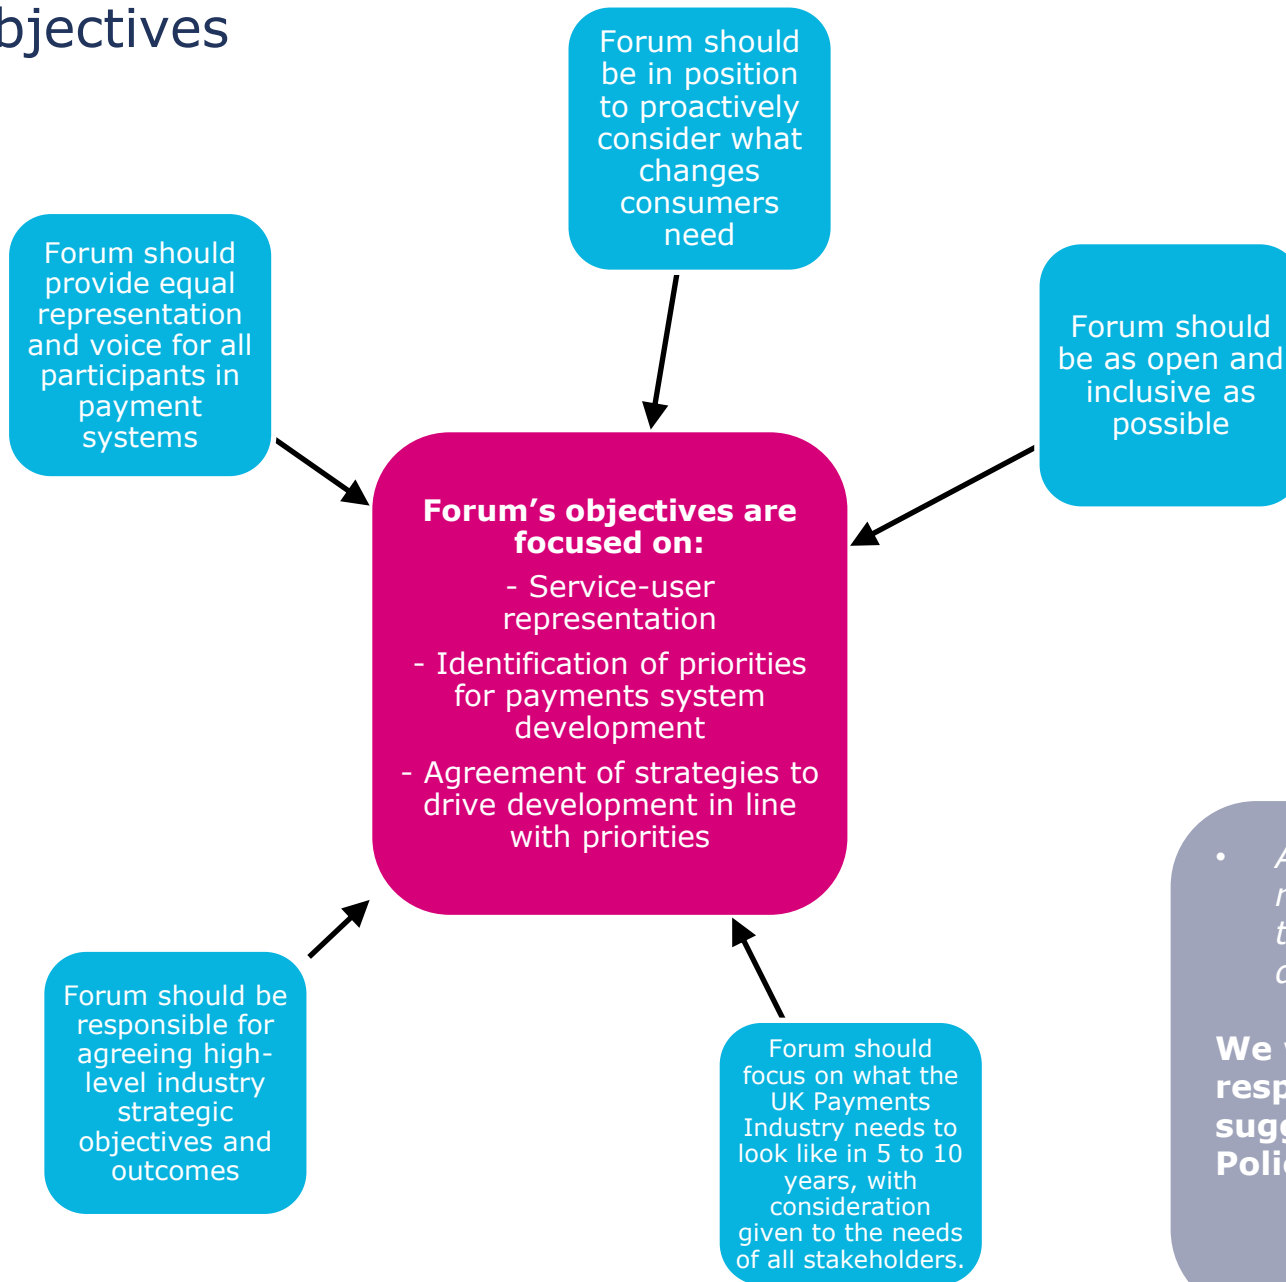 bjectives
Forum should
be in position
to proactively
consider what
changes
consumers
need
Forum should
provide equal
representation
and voice for all
participants in
payment
systems
Forum should
be as open and
inclusive as
possible
Forum’s objectives are
focused on:
- Service-user
representation
- Identification of priorities
for payments system
development
- Agreement of strategies to
drive development in line
with priorities
Forum should be
responsible for
agreeing high-
level industry
strategic
objectives and
outcomes
Forum should
focus on what the
UK Payments
Industry needs to
look like in 5 to 10
years, with
consideration
given to the needs
of all stakeholders.
•
We
resp
sugg
Polic